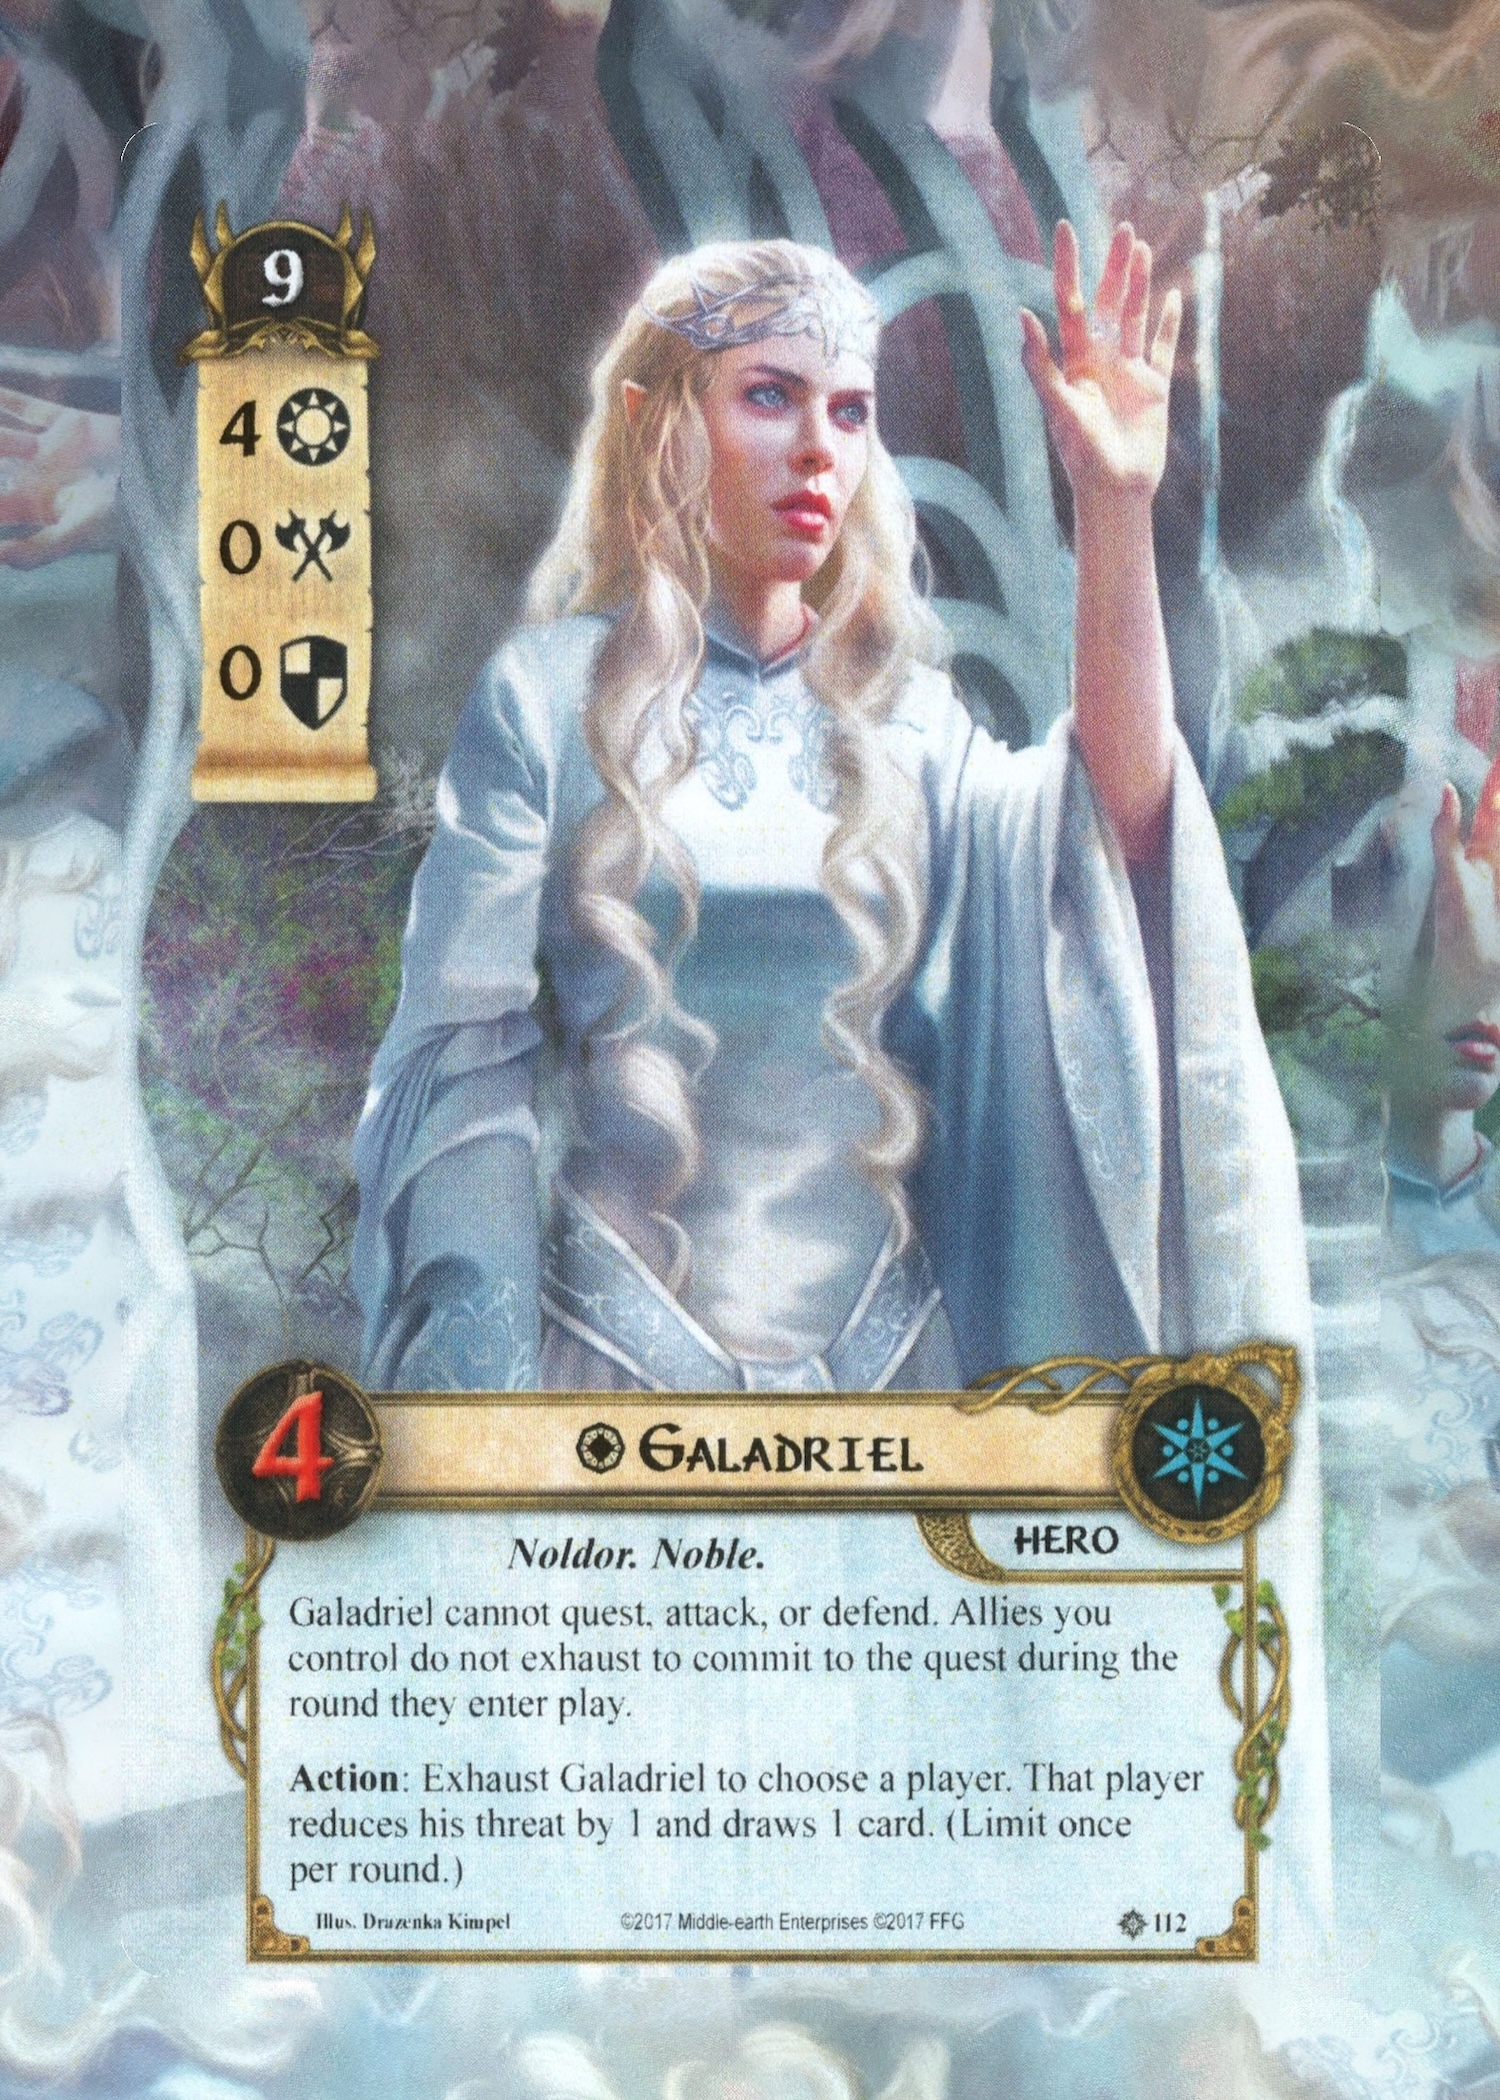 9
4
0
0
4
GALADRIEL
HERO
Noldor. Noble.
Galadriel cannot quest, attack, or defend. Allies you
control do not exhaust to commit to the quest during the
round they enter play.
Action: Exhaust Galadriel to choose a player. That player
reduces his threat by 1 and draws 1 card. (Limit once
per round.)
Illus. Drazenka Kimpel
©2017 Middle-earth Enterprises ©2017 FFG
112